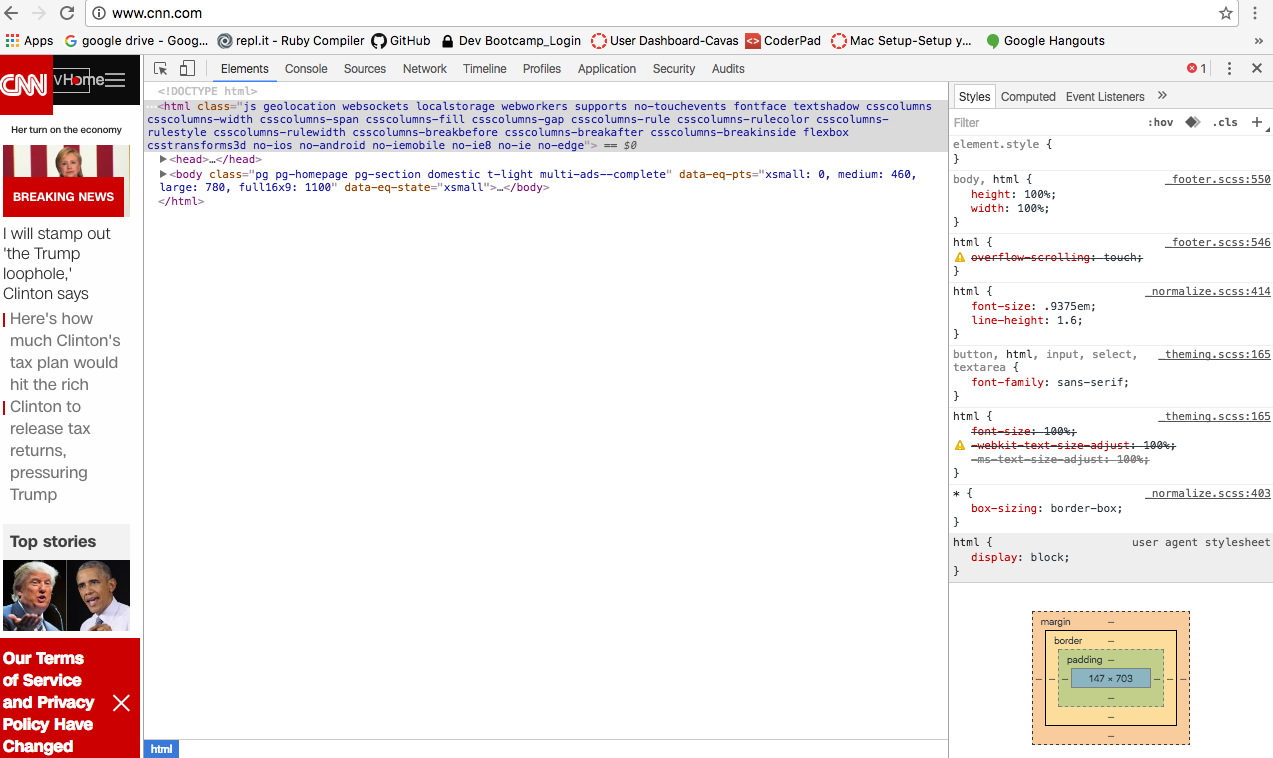 www.cnn.com
Apps
google drive - Goog...
repl.it - Ruby Compiler
GitHub
Dev Bootcamp_Login
User Dashboard-Cavas
CoderPad
Mac Setup-Setup y...
Google Hangouts
»
CNN
VHome
Her turn on the economy
BREAKING NEWS
I will stamp out
'the Trump
loophole,'
Clinton says
Here's how
much Clinton's
tax plan would
hit the rich
Clinton to
release tax
returns,
pressuring
Trump
Top stories
Our Terms
of Service
and Privacy
Policy Have
Changed
Elements Console Sources Network Timeline Profiles Application Security Audits
1
<!DOCTYPE html>
...<html class="js geolocation websockets localstorage webworkers supports no-touchevents fontface textshadow csscolumns
csscolumns-width csscolumns-span csscolumns-fill csscolumns-gap csscolumns-rule csscolumns-rulecolor csscolumns-
rulestyle csscolumns-rulewidth csscolumns-breakbefore csscolumns-breakafter csscolumns-breakinside flexbox
csstransforms3d no-ios no-android no-iemobile no-ie8 no-ie no-edge"> == $0
<head>…</head>
<body class="pg pg-homepage pg-section domestic t-light multi-ads--complete" data-eq-pts="xsmall: 0, medium: 460,
large: 780, full16x9: 1100" data-eq-state="xsmall">…</body>
</html>
html
Styles Computed Event Listeners »
Filter :hov .cls +
element.style {
}
body, html { _footer.scss:550
height: 100%;
width: 100%;
}
html { _footer.scss:546
overflow-scrolling: touch;
}
html { _normalize.scss:414
font-size: .9375em;
line-height: 1.6;
}
button, html, input, select, _theming.scss:165
textarea {
font-family: sans-serif;
}
html { _theming.scss:165
font-size: 100%;
-webkit-text-size-adjust: 100%;
-ms-text-size-adjust: 100%;
}
* { _normalize.scss:403
box-sizing: border-box;
}
html { user agent stylesheet
display: block;
}
margin –
border –
padding –
– – – 147 × 703 – – –
–
–
–